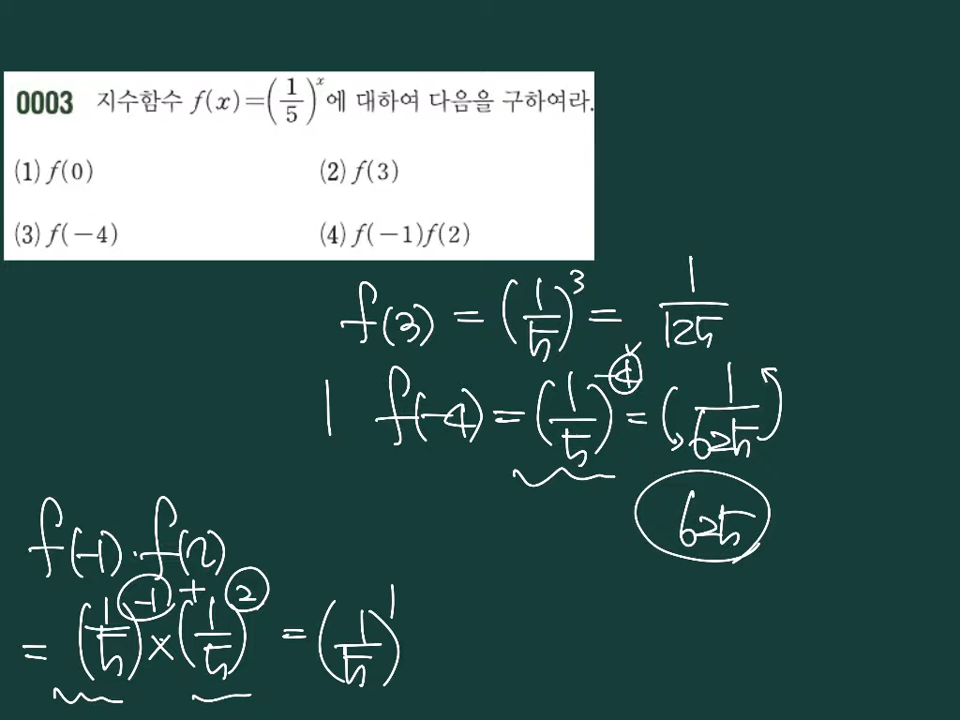 0003 지수함수 f(x)=(1/5)^x에 대하여 다음을 구하여라.
(1) f(0) (2) f(3)
(3) f(-4) (4) f(-1)f(2)
f(3) = (1/5)^3 = 1/125
1 f(-4) = (1/5)^-4 = (1/625)
625
f(-1)·f(2)
= (1/5)^-1 × (1/5)^2 = (1/5)^1
+